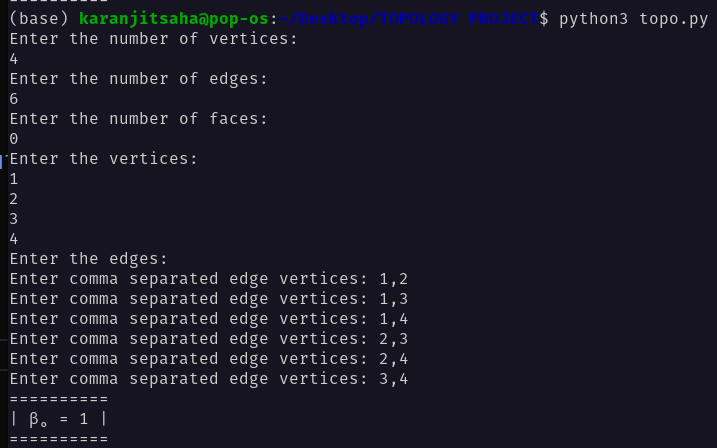 ==========
(base) karanjitsaha@pop-os:~/Desktop/TOPOLOGY PROJECT$ python3 topo.py
Enter the number of vertices:
4
Enter the number of edges:
6
Enter the number of faces:
0
Enter the vertices:
1
2
3
4
Enter the edges:
Enter comma separated edge vertices: 1,2
Enter comma separated edge vertices: 1,3
Enter comma separated edge vertices: 1,4
Enter comma separated edge vertices: 2,3
Enter comma separated edge vertices: 2,4
Enter comma separated edge vertices: 3,4
==========
| β₀ = 1 |
==========